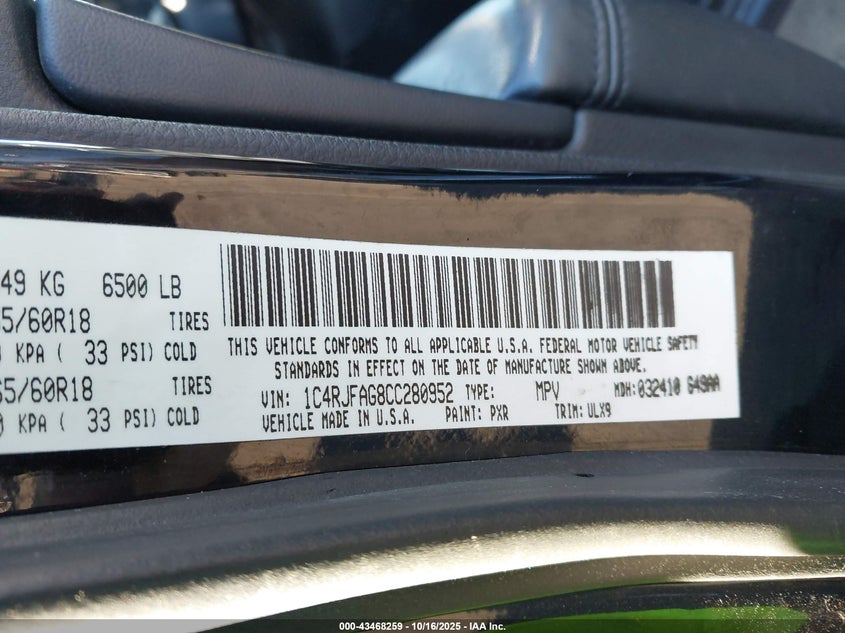 49 KG 6500 LB
5/60R18 TIRES
KPA ( 33 PSI) COLD
65/60R18 TIRES
KPA ( 33 PSI) COLD
THIS VEHICLE CONFORMS TO ALL APPLICABLE U.S.A. FEDERAL MOTOR VEHICLE SAFETY
STANDARDS IN EFFECT ON THE DATE OF MANUFACTURE SHOWN ABOVE.
VIN: 1C4RJFAG8CC280952 TYPE: MPV MDH: 032410 G49AA
VEHICLE MADE IN U.S.A. PAINT: PXR TRIM: ULX9
000-43468259 - 10/16/2025 - IAA Inc.